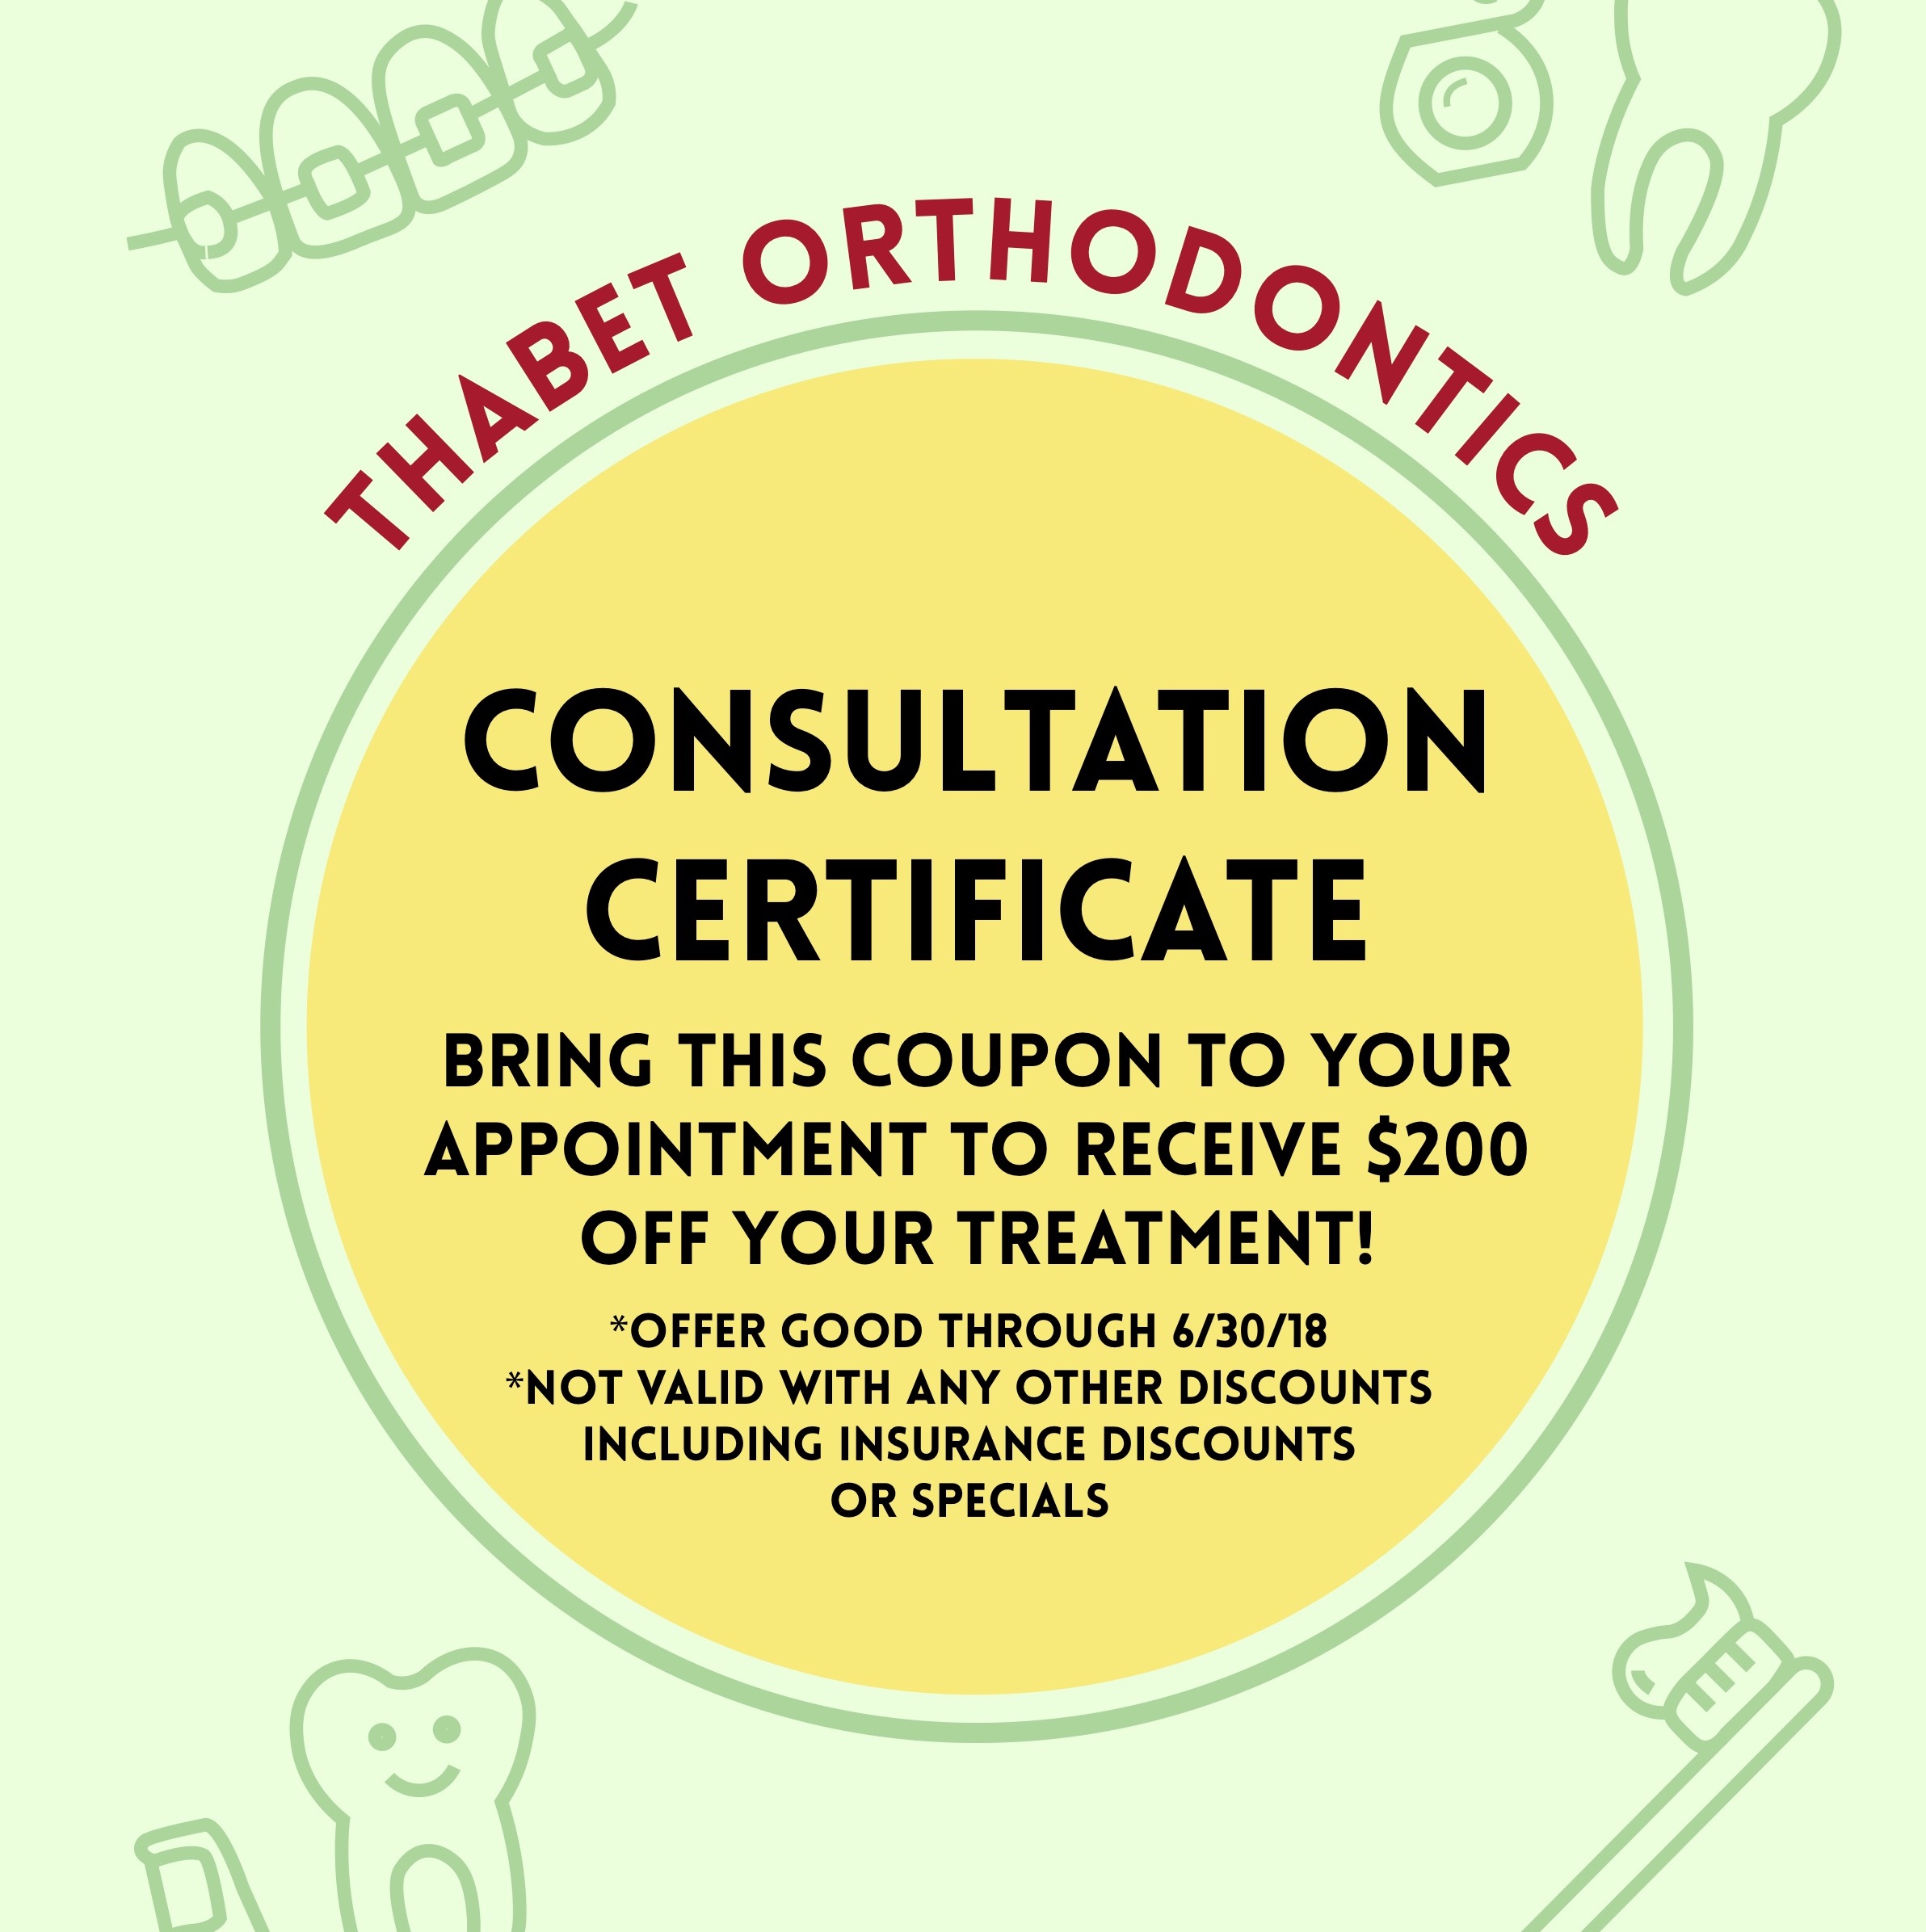 THABET ORTHODONTICS
CONSULTATION
CERTIFICATE
BRING THIS COUPON TO YOUR
APPOINTMENT TO RECEIVE $200
OFF YOUR TREATMENT!
*OFFER GOOD THROUGH 6/30/18
*NOT VALID WITH ANY OTHER DISCOUNTS
INCLUDING INSURANCE DISCOUNTS
OR SPECIALS